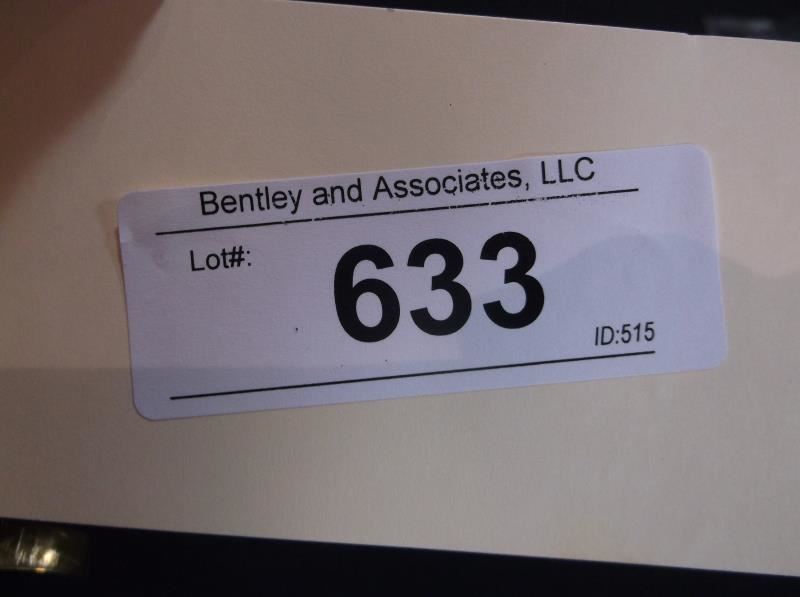 Bentley and Associates, LLC
Lot#:
633
ID:515